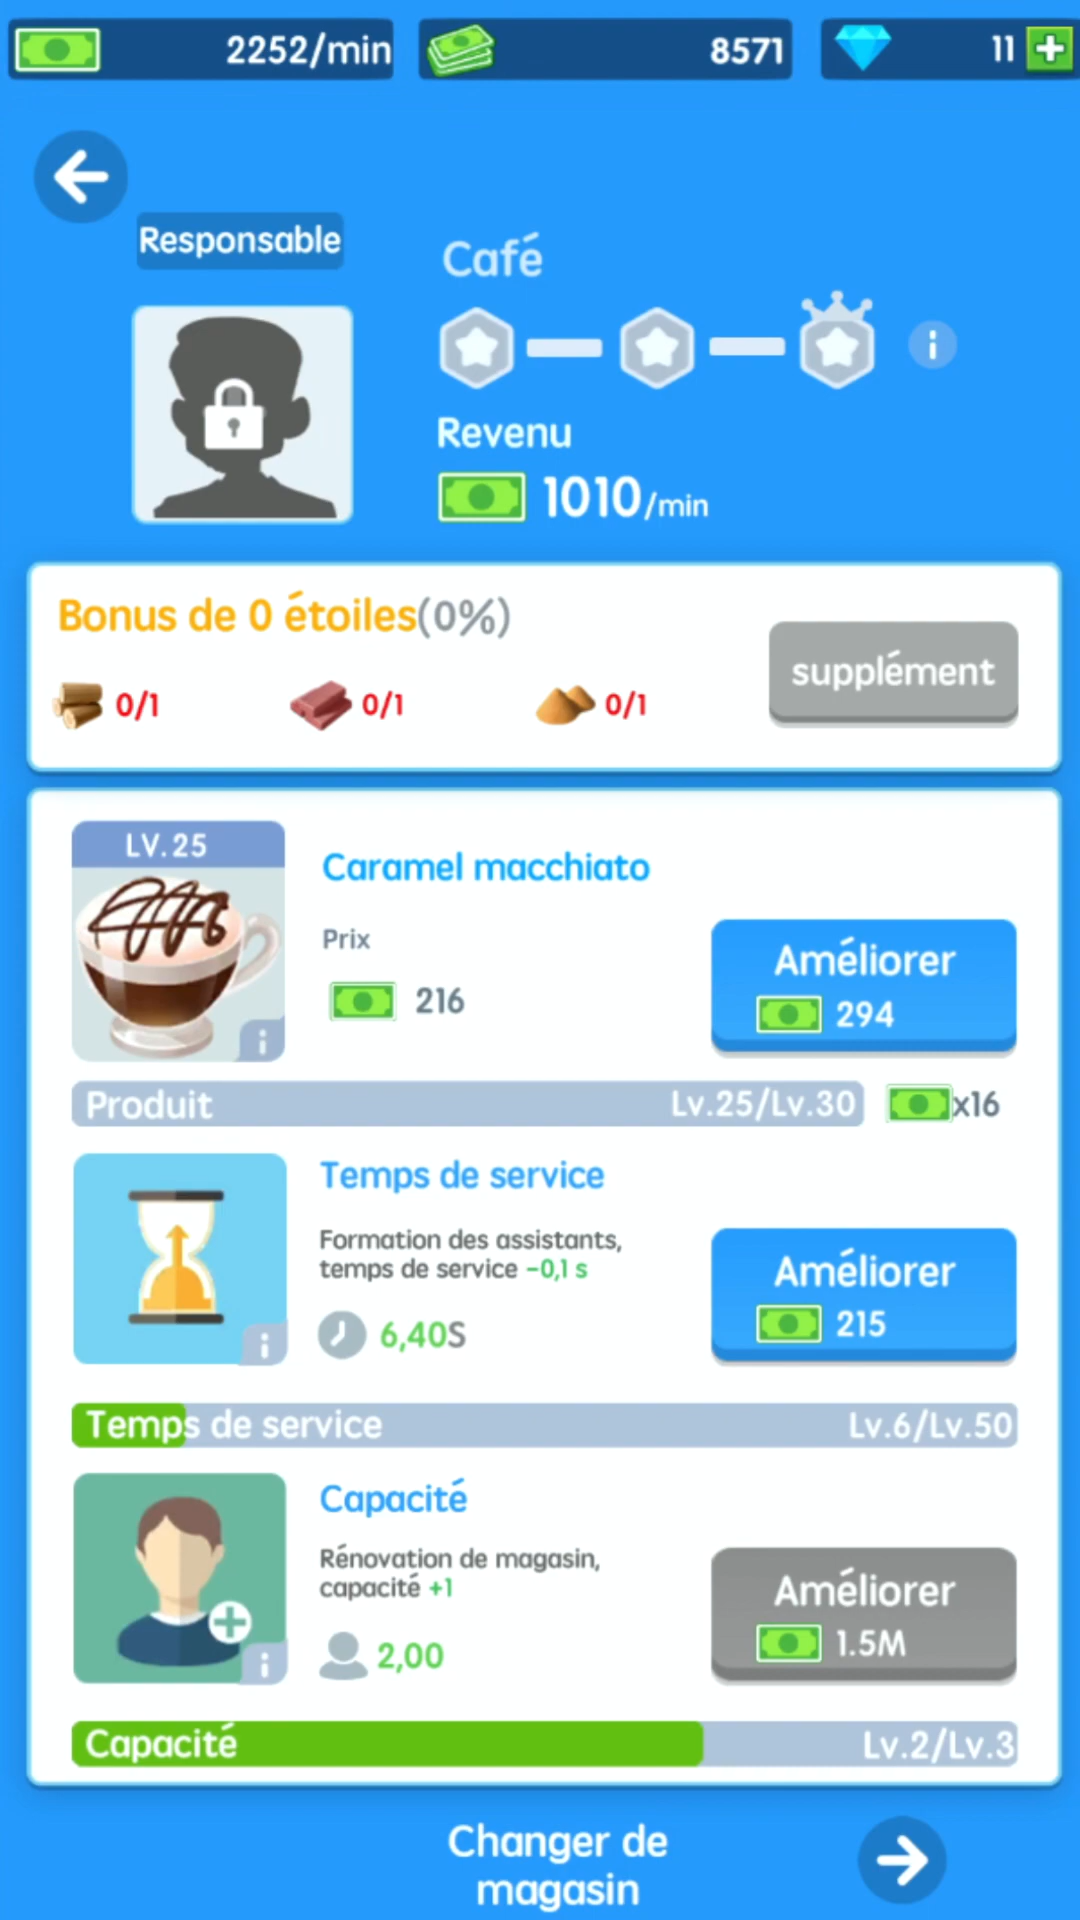 2252/min
8571
11
Responsable
Café
Revenu
1010/min
Bonus de 0 étoiles(0%)
0/1
0/1
0/1
supplément
LV.25
Caramel macchiato
Prix
216
Améliorer
294
Produit
Lv.25/Lv.30
x16
Temps de service
Formation des assistants,
temps de service -0,1 s
6,40S
Améliorer
215
Temps de service
Lv.6/Lv.50
Capacité
Rénovation de magasin,
capacité +1
2,00
Améliorer
1.5M
Capacité
Lv.2/Lv.3
Changer de
magasin